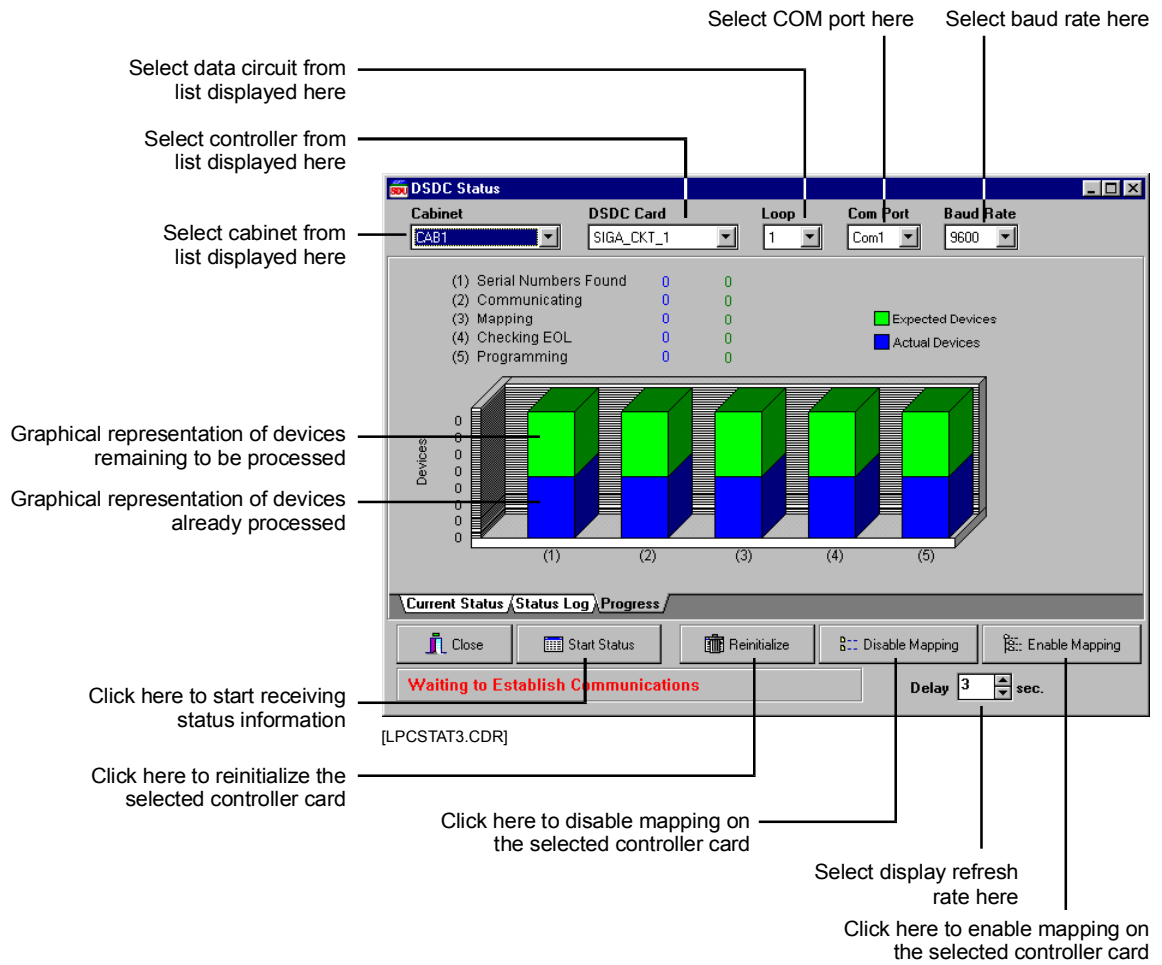 Select COM port here
Select baud rate here
Select data circuit from
list displayed here
Select controller from
list displayed here
Select cabinet from
list displayed here
SDU
DSDC Status
Cabinet
DSDC Card
Loop
Com Port
Baud Rate
CAB1
SIGA_CKT_1
1
Com1
9600
(1) Serial Numbers Found 0 0
(2) Communicating 0 0
(3) Mapping 0 0
(4) Checking EOL 0 0
(5) Programming 0 0
Expected Devices
Actual Devices
Graphical representation of devices
remaining to be processed
Graphical representation of devices
already processed
Devices
0
0
0
0
0
0
0
0
(1) (2) (3) (4) (5)
Current Status
Status Log
Progress
Close
Start Status
Reinitialize
Disable Mapping
Enable Mapping
Waiting to Establish Communications
Delay 3 sec.
[LPCSTAT3.CDR]
Click here to start receiving
status information
Click here to reinitialize the
selected controller card
Click here to disable mapping on
the selected controller card
Select display refresh
rate here
Click here to enable mapping on
the selected controller card